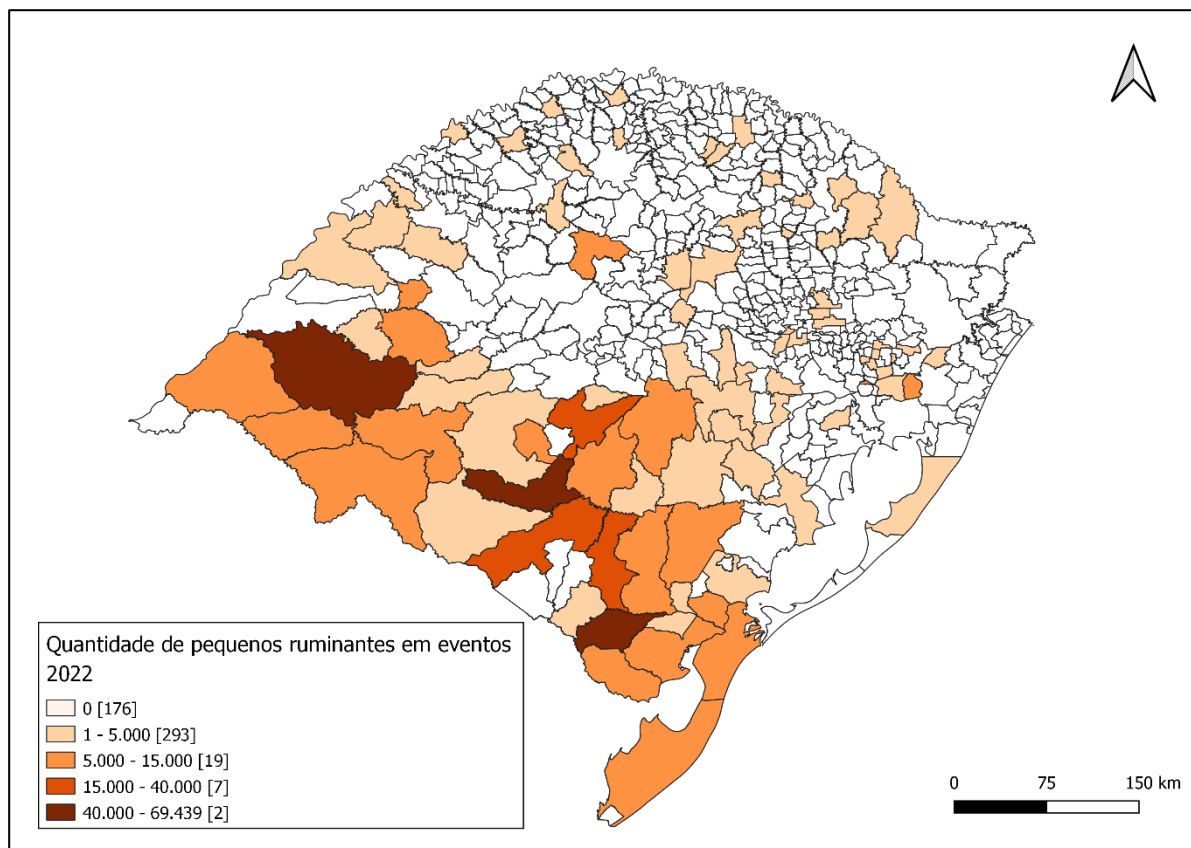 Quantidade de pequenos ruminantes em eventos
2022
0 [176]
1 - 5.000 [293]
5.000 - 15.000 [19]
15.000 - 40.000 [7]
40.000 - 69.439 [2]
0 75 150 km